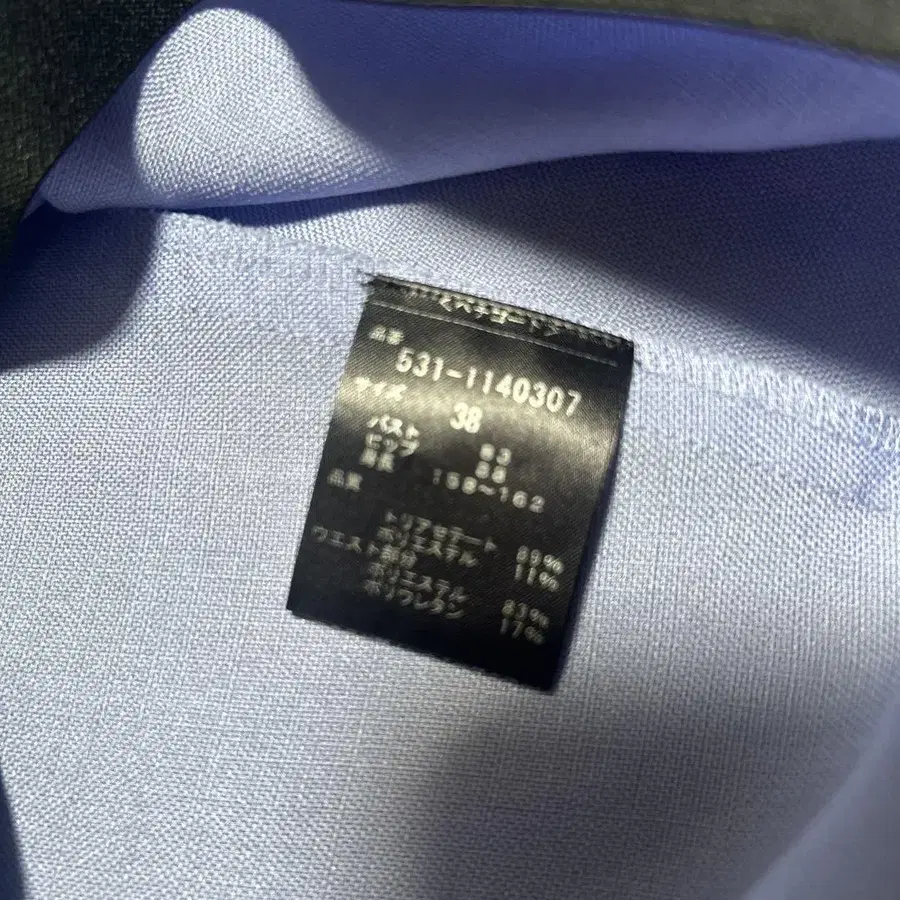 品番
531-1140307
サイズ 38
バスト 83
ヒップ 88
身長 158～162
品質
トリアセテート 89%
ポリエステル 11%
ウエスト部分
ポリエステル 83%
ポリウレタン 17%